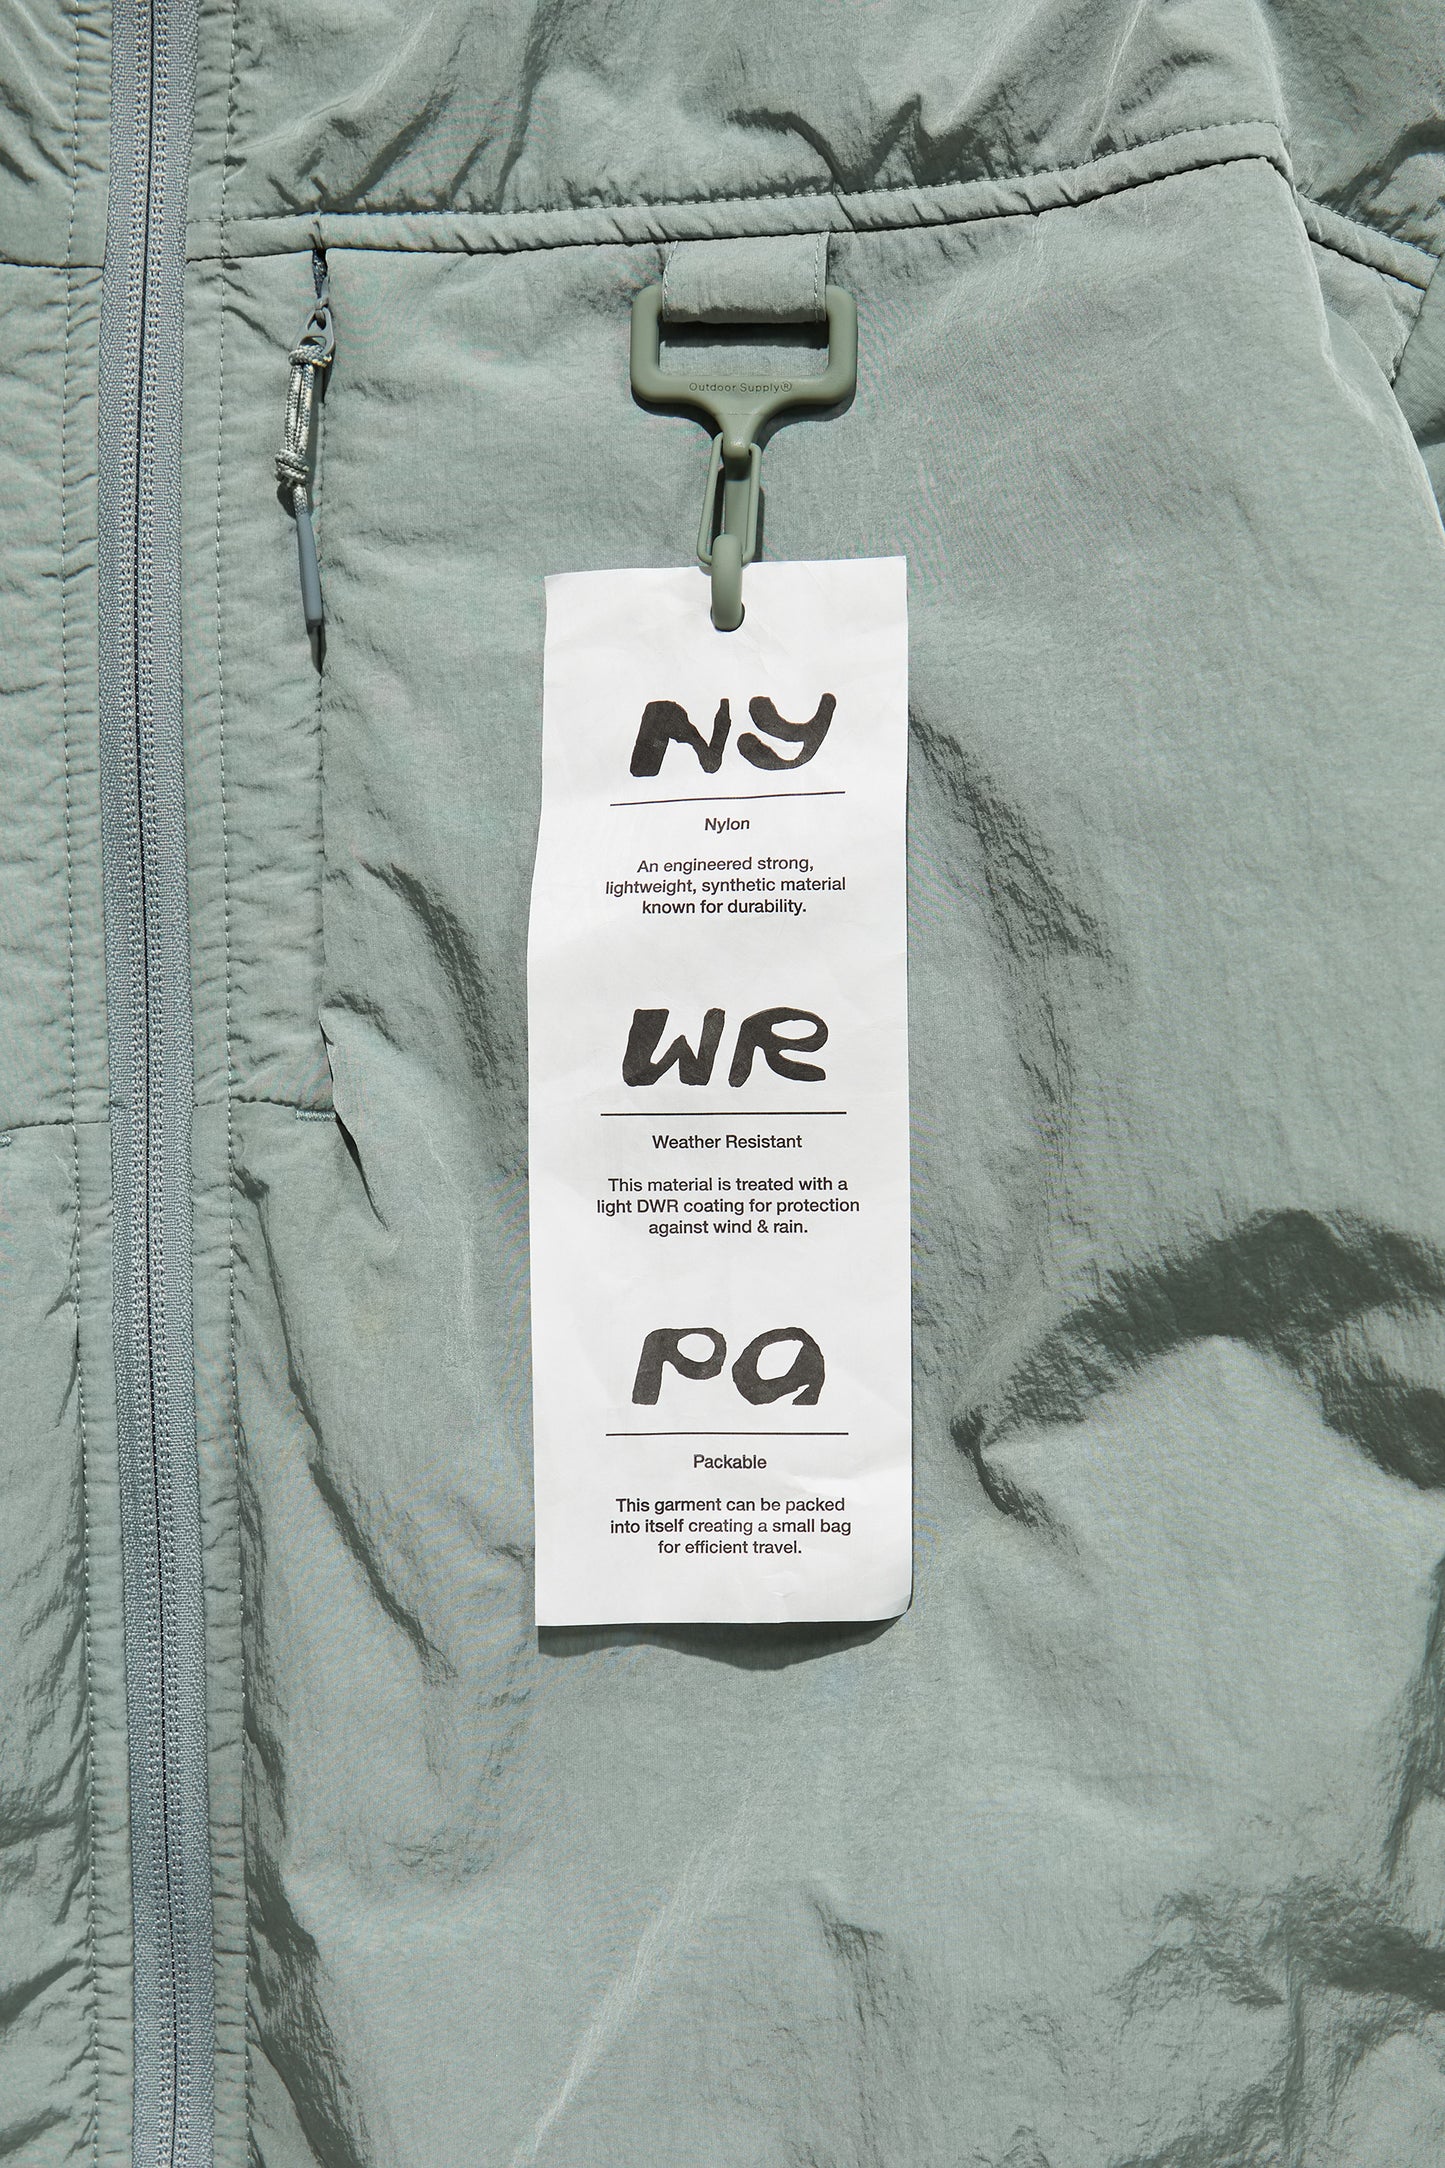 Outdoor Supply®
NY
Nylon
An engineered strong,
lightweight, synthetic material
known for durability.
WR
Weather Resistant
This material is treated with a
light DWR coating for protection
against wind & rain.
PA
Packable
This garment can be packed
into itself creating a small bag
for efficient travel.